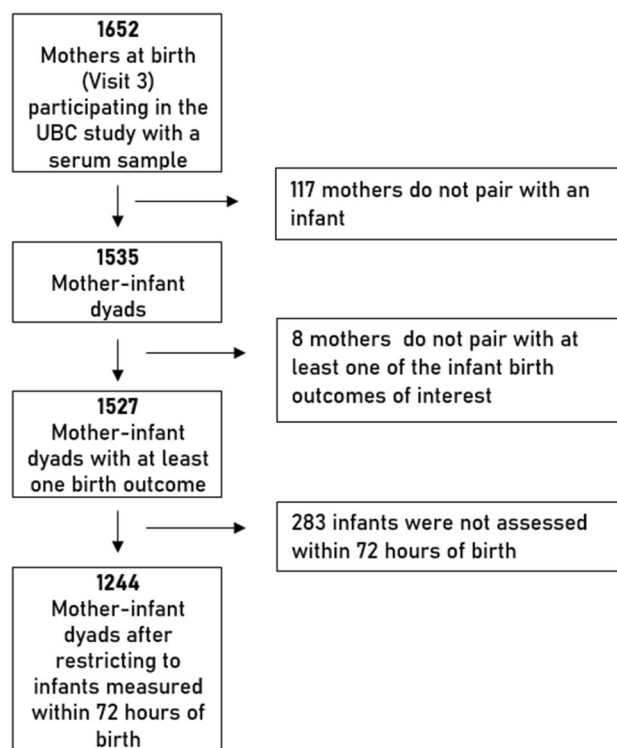 1652
Mothers at birth
(Visit 3)
participating in the
UBC study with a
serum sample
117 mothers do not pair with an
infant
1535
Mother-infant
dyads
8 mothers do not pair with at
least one of the infant birth
outcomes of interest
1527
Mother-infant
dyads with at least
one birth outcome
283 infants were not assessed
within 72 hours of birth
1244
Mother-infant
dyads after
restricting to
infants measured
within 72 hours of
birth